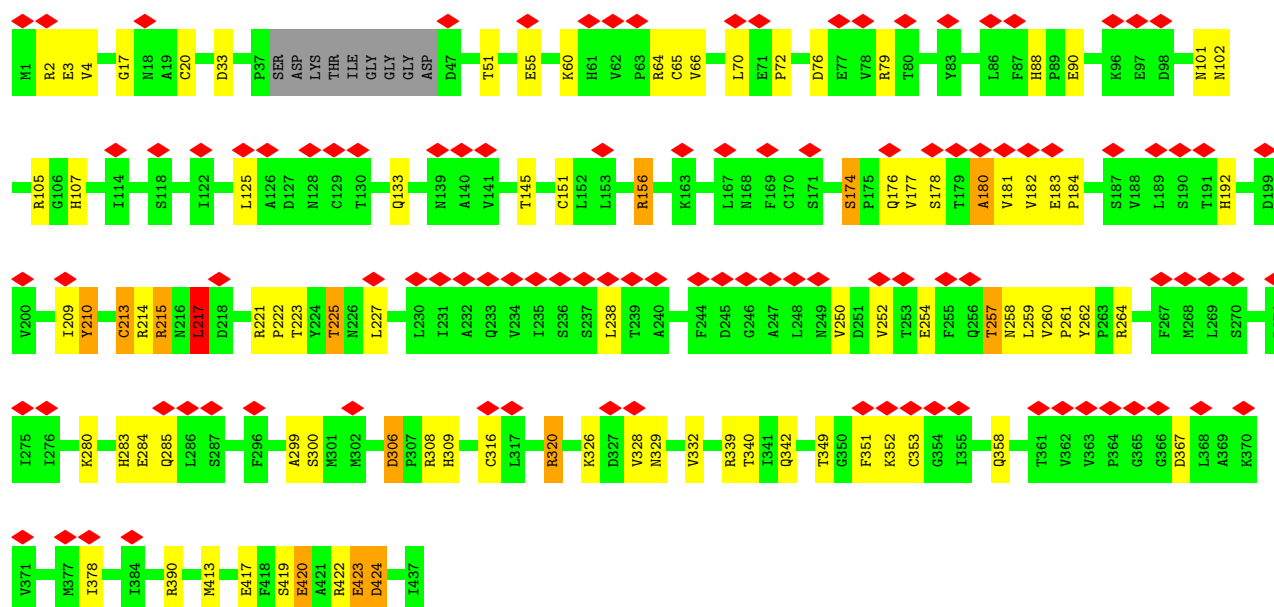 M1 R2 E3 V4 G17 N18 A19 C20 D33 P37 SER ASP LYS THR ILE GLY GLY GLY ASP D47 T51 E55 K60 H61 V62 P63 R64 C65 V66 L70 E71 P72 D76 E77 V78 R79 T80 Y83 L86 F87 H88 P89 E90 K96 E97 D98 N101 N102
R105 G106 H107 I114 S118 I122 L125 A126 D127 N128 C129 T130 Q133 N139 A140 V141 T145 C151 L152 L153 R156 K163 L167 N168 F169 C170 S171 S174 P175 Q176 V177 S178 T179 A180 V181 V182 E183 P184 S187 V188 L189 S190 T191 H192 D199
V200 I209 Y210 C213 R214 R215 N216 L217 D218 R221 P222 T223 Y224 T225 N226 L227 L230 I231 A232 Q233 V234 I235 S236 S237 L238 T239 A240 F244 D245 G246 A247 L248 N249 V250 D251 V252 T253 E254 F255 Q256 T257 N258 L259 V260 P261 Y262 P263 R264 F267 M268 L269 S270
I275 I276 K280 H283 E284 Q285 L286 S287 F296 A299 S300 M301 M302 D306 P307 R308 H309 C316 L317 R320 K326 D327 V328 N329 V332 R339 T340 I341 Q342 T349 G350 F351 K352 C353 G354 I355 Q358 T361 V362 V363 P364 G365 G366 D367 L368 A369 K370
V371 M377 I378 I384 R390 M413 E417 F418 S419 E420 A421 R422 E423 D424 I437